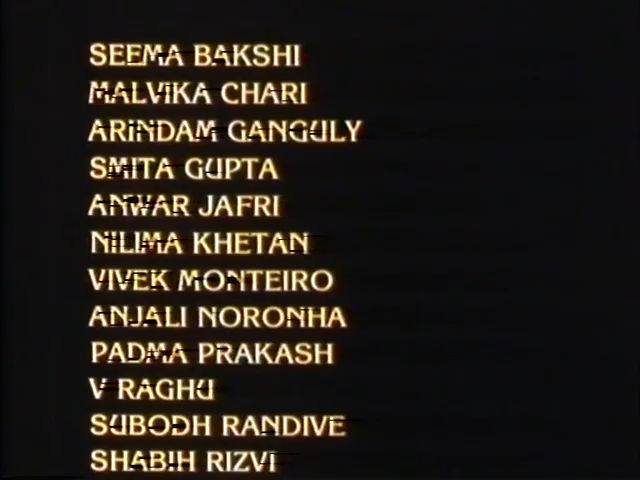 SEEMA BAKSHI
MALVIKA CHARI
ARINDAM GANGULY
SMITA GUPTA
ANWAR JAFRI
NILIMA KHETAN
VIVEK MONTEIRO
ANJALI NORONHA
PADMA PRAKASH
V RAGHU
SUBODH RANDIVE
SHABIH RIZVI